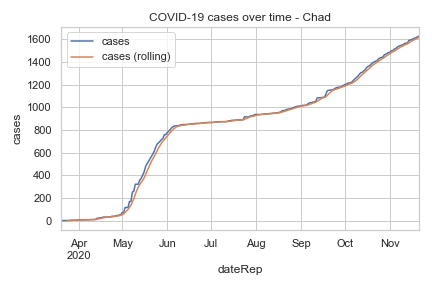 COVID-19 cases over time - Chad
cases
cases (rolling)
1600
1400
1200
1000
800
600
400
200
0
cases
Apr
2020
May
Jun
Jul
Aug
Sep
Oct
Nov
dateRep